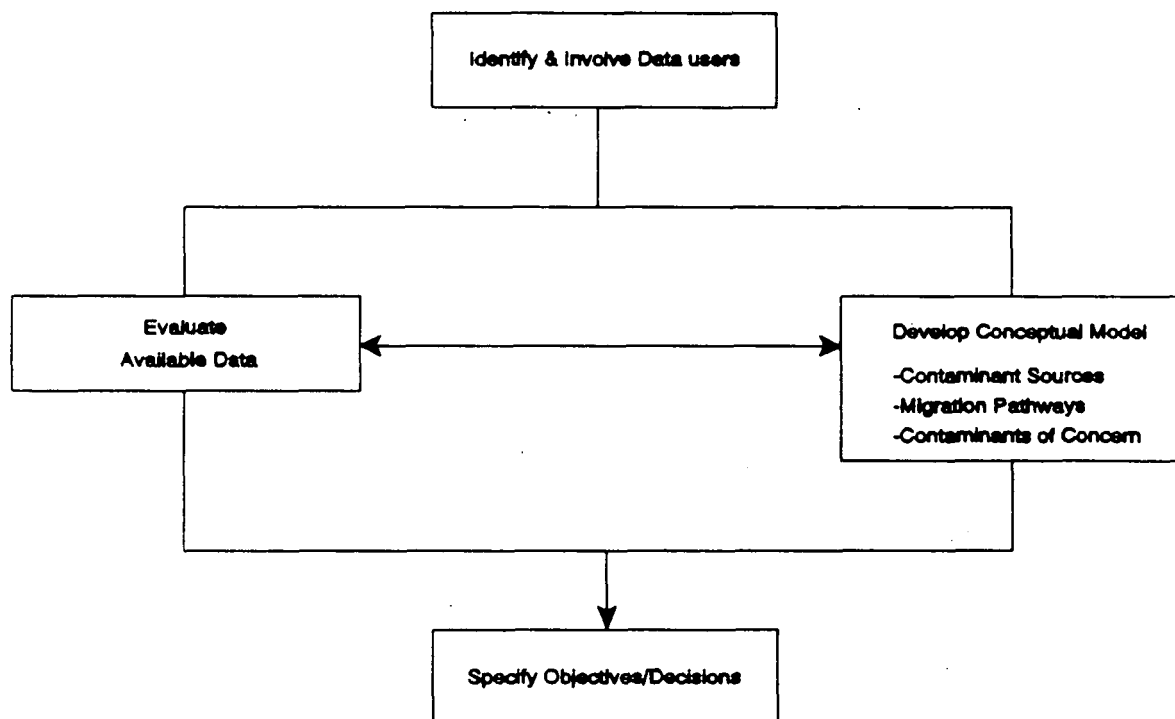 Identify & Involve Data users
Evaluate
Available Data
Develop Conceptual Model
-Contaminant Sources
-Migration Pathways
-Contaminants of Concern
Specify Objectives/Decisions